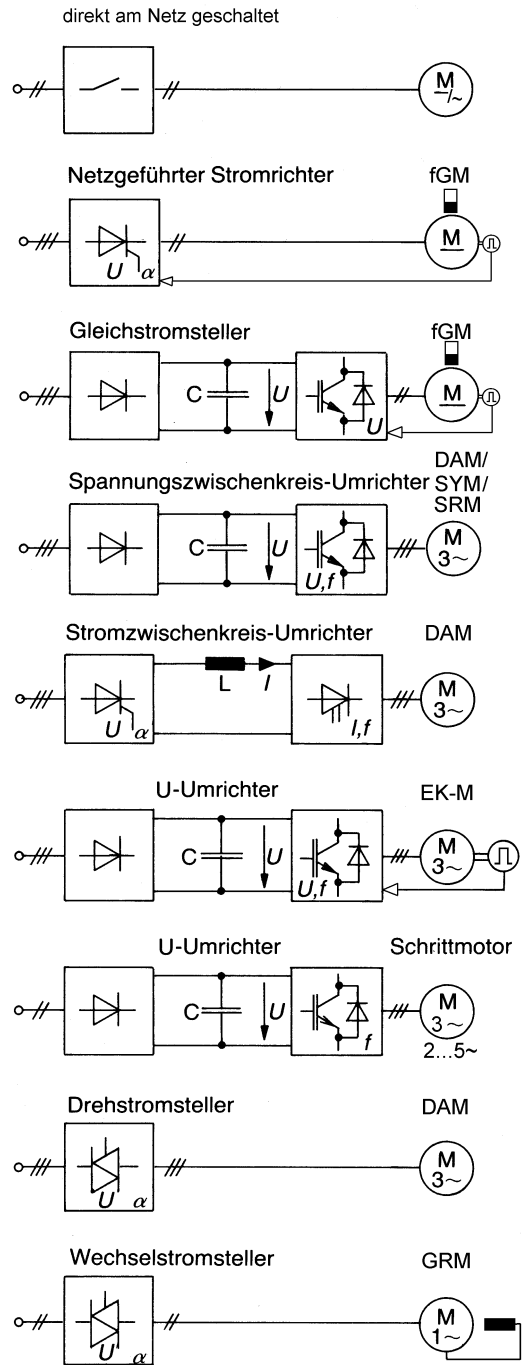 direkt am Netz geschaltet
M
/~
Netzgeführter Stromrichter
fGM
U α
M
Gleichstromsteller
fGM
C U
U
M
Spannungszwischenkreis-Umrichter
DAM/
SYM/
SRM
C U
U,f
M
3~
Stromzwischenkreis-Umrichter
DAM
U α
L I
I,f
M
3~
U-Umrichter
EK-M
C U
U,f
M
3~
U-Umrichter
Schrittmotor
C U
f
M
3~
2...5~
Drehstromsteller
DAM
U α
M
3~
Wechselstromsteller
GRM
U α
M
1~